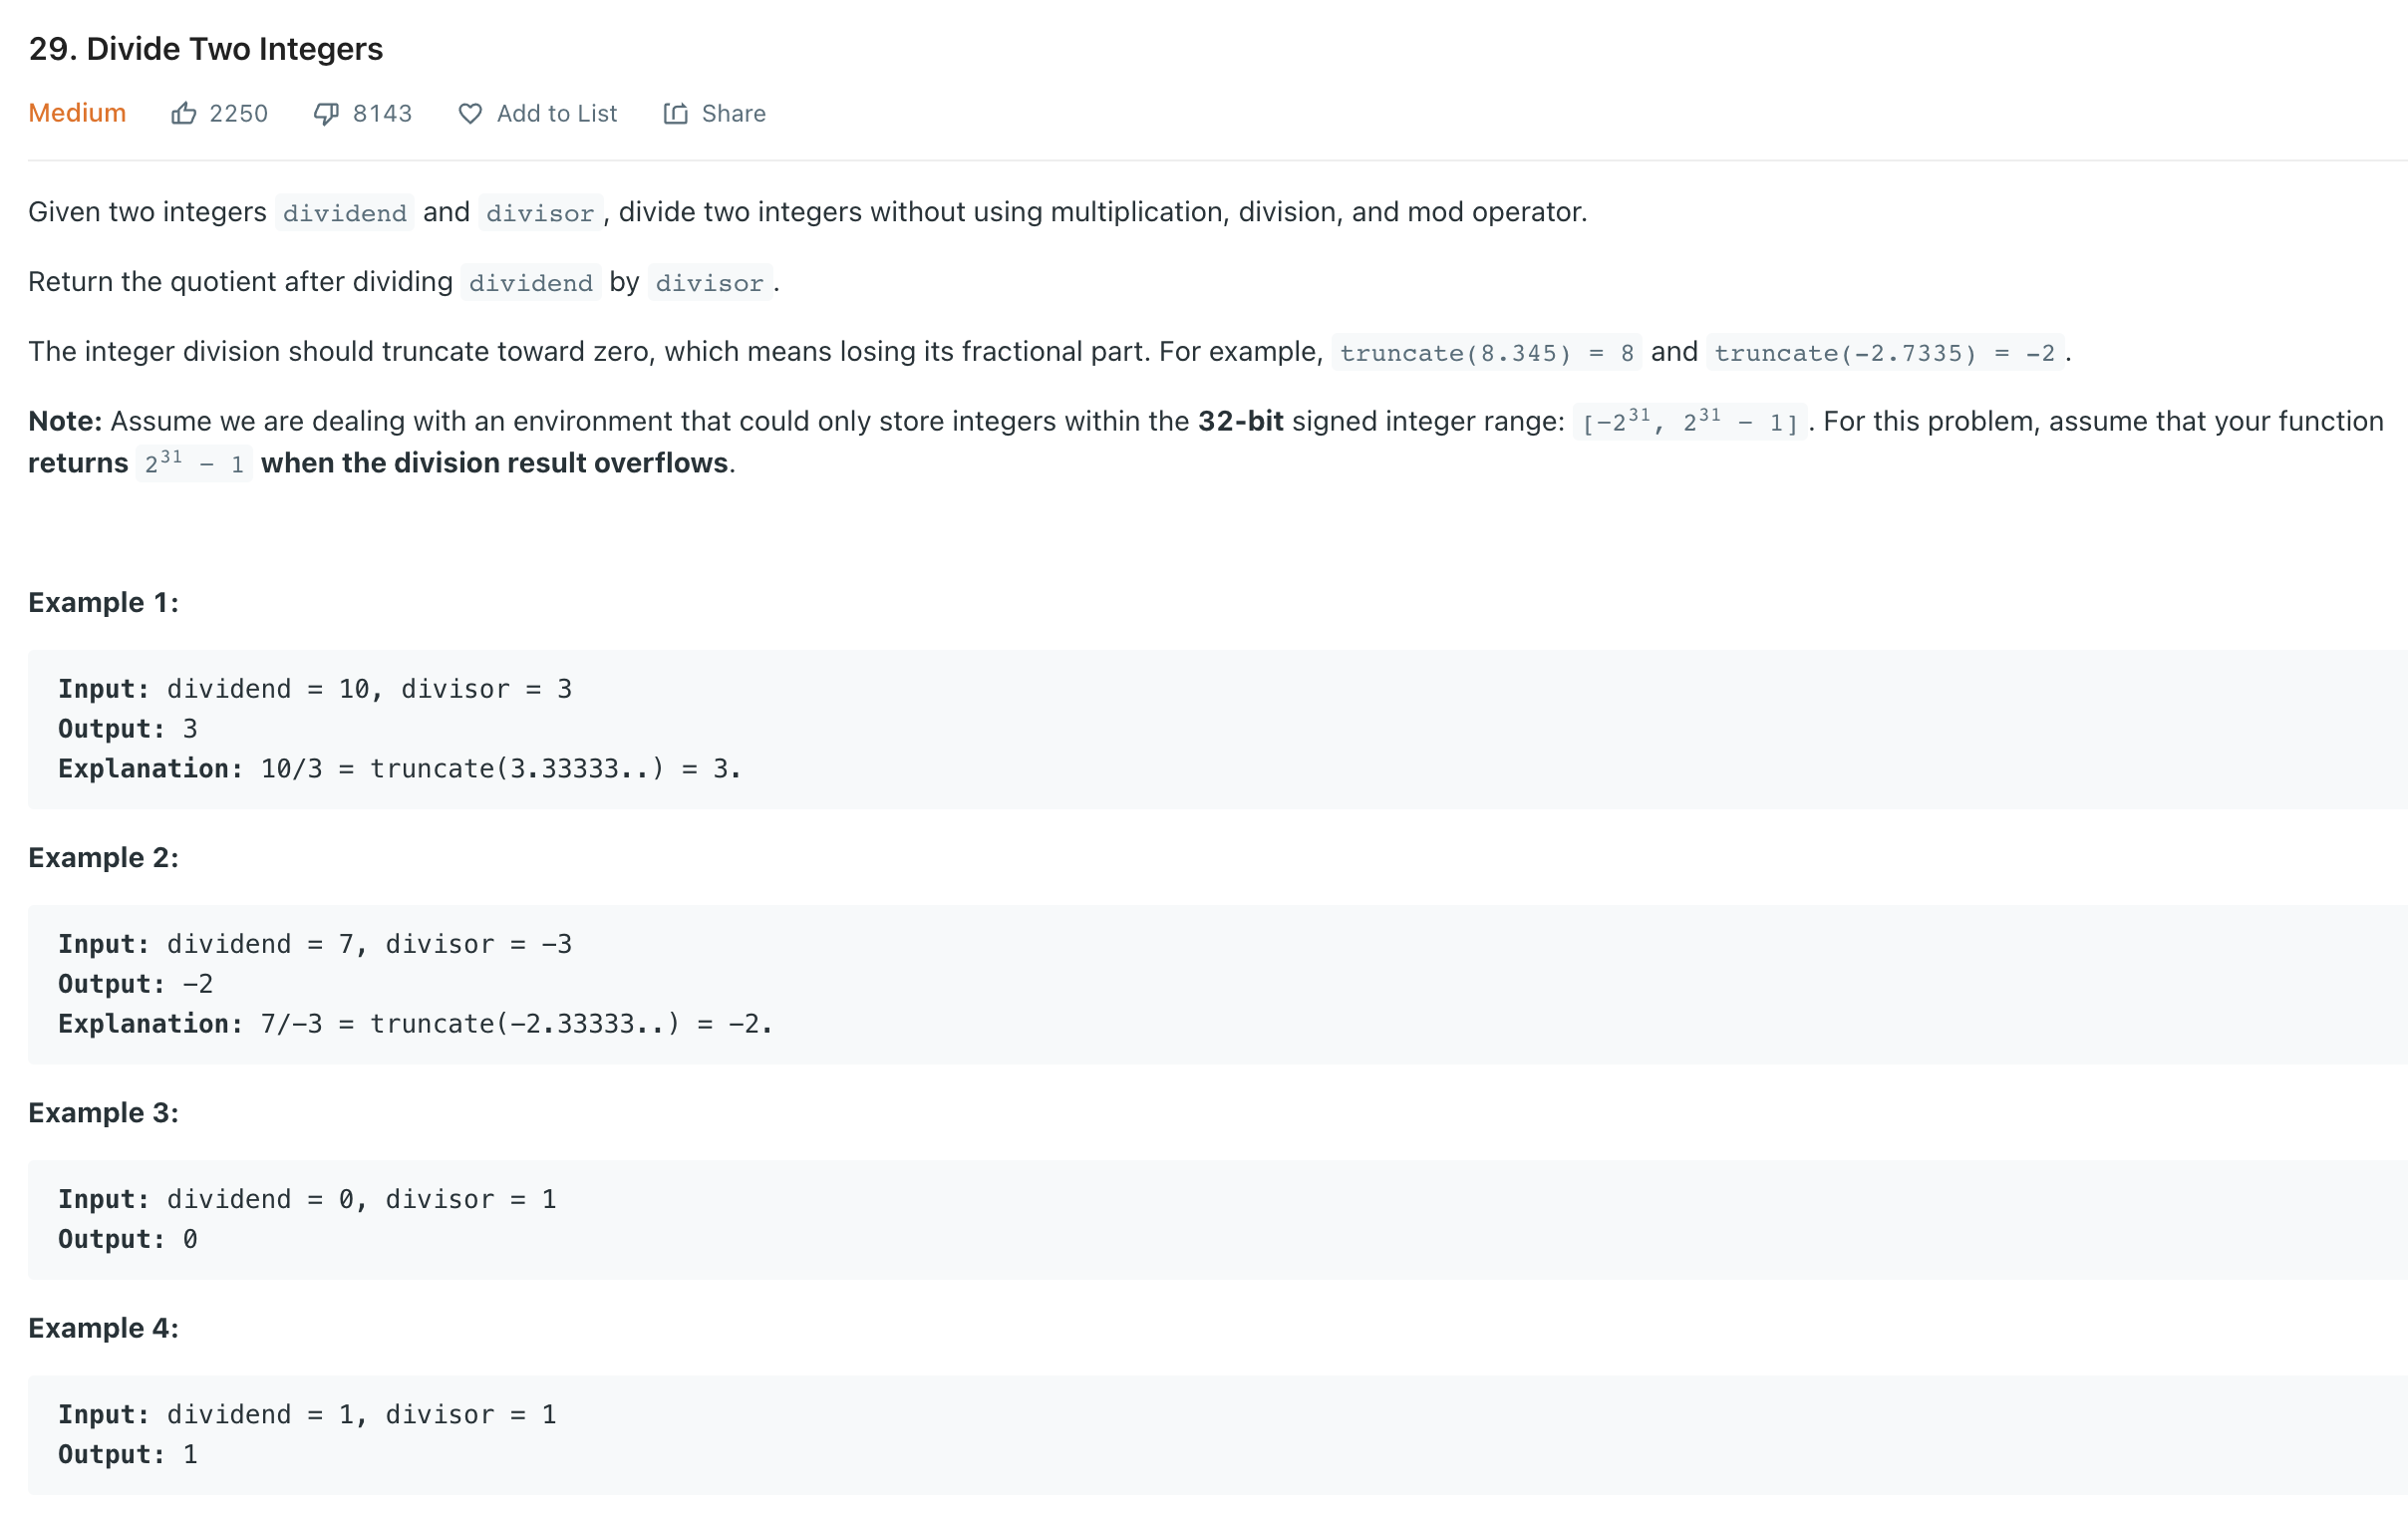 29. Divide Two Integers
Medium 2250 8143 Add to List Share
Given two integers dividend and divisor, divide two integers without using multiplication, division, and mod operator.
Return the quotient after dividing dividend by divisor.
The integer division should truncate toward zero, which means losing its fractional part. For example, truncate(8.345) = 8 and truncate(-2.7335) = -2.
Note: Assume we are dealing with an environment that could only store integers within the 32-bit signed integer range: [-2³¹, 2³¹ - 1]. For this problem, assume that your function
returns 2³¹ - 1 when the division result overflows.
Example 1:
Input: dividend = 10, divisor = 3
Output: 3
Explanation: 10/3 = truncate(3.33333..) = 3.
Example 2:
Input: dividend = 7, divisor = -3
Output: -2
Explanation: 7/-3 = truncate(-2.33333..) = -2.
Example 3:
Input: dividend = 0, divisor = 1
Output: 0
Example 4:
Input: dividend = 1, divisor = 1
Output: 1